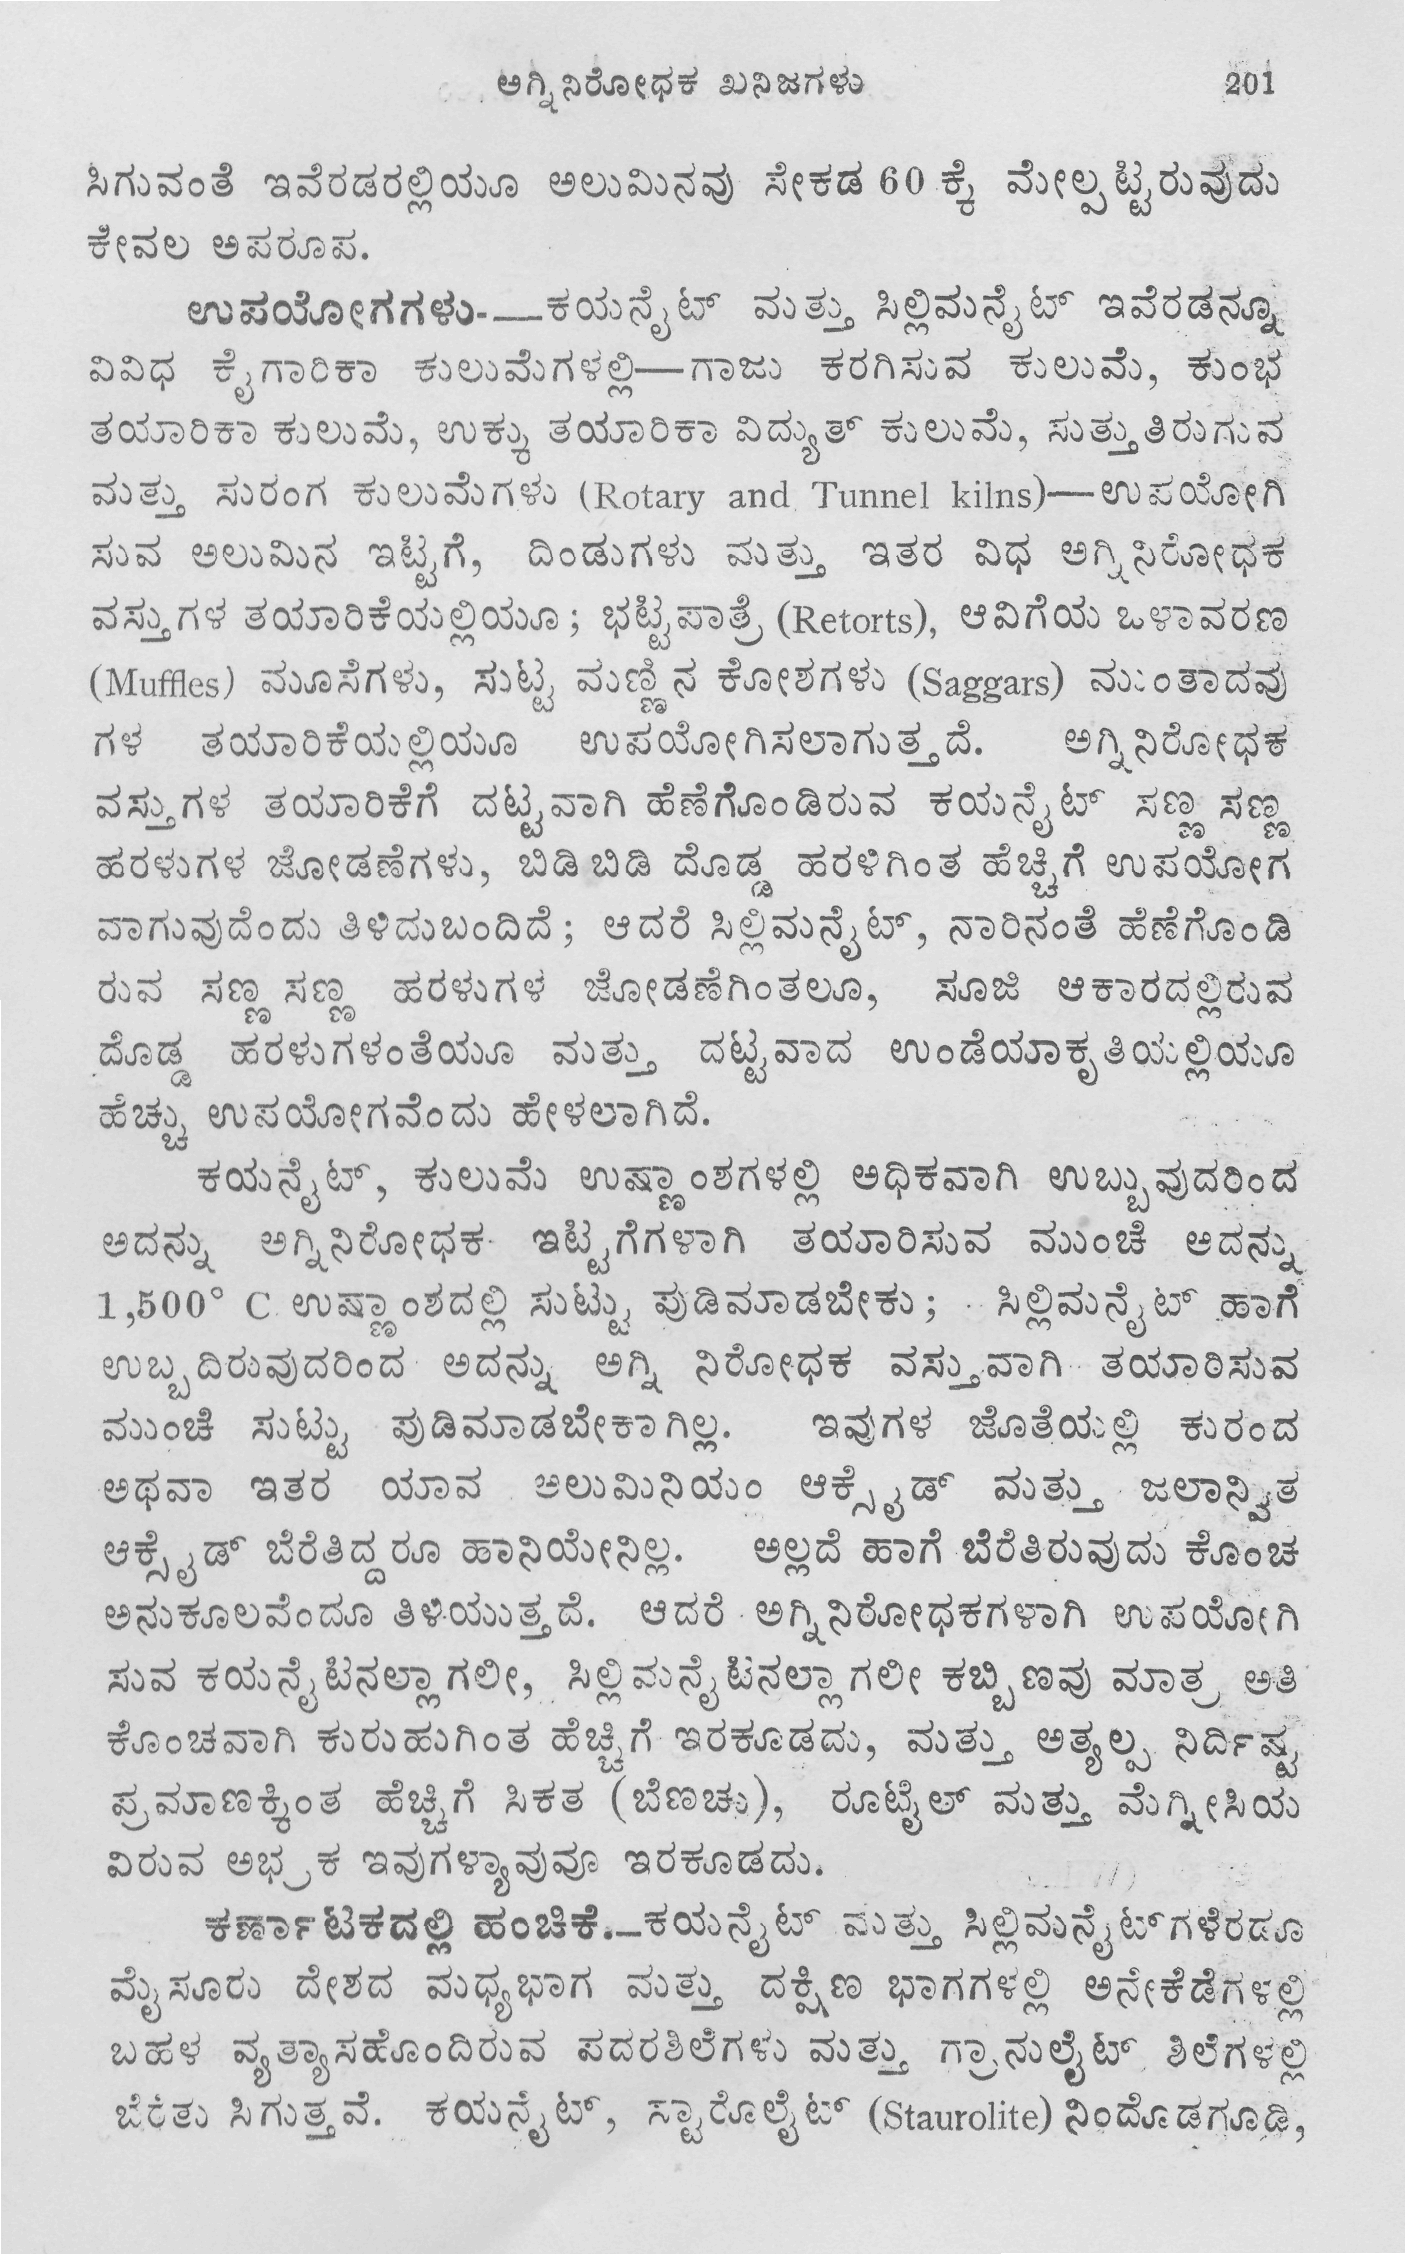 ಅಗ್ನಿನಿರೋಧಕ ಖನಿಜಗಳು 201
ಸಿಗುವಂತೆ ಇವೆರಡರಲ್ಲಿಯೂ ಅಲುಮಿನವು ಸೇಕಡ 60 ಕ್ಕೆ ಮೇಲ್ಪಟ್ಟಿರುವುದು
ಕೇವಲ ಅಪರೂಪ.
ಉಪಯೋಗಗಳು.—ಕಯನೈಟ್ ಮತ್ತು ಸಿಲ್ಲಿಮನೈಟ್ ಇವೆರಡನ್ನೂ
ವಿವಿಧ ಕೈಗಾರಿಕಾ ಕುಲುಮೆಗಳಲ್ಲಿ—ಗಾಜು ಕರಗಿಸುವ ಕುಲುಮೆ, ಕುಂಭ
ತಯಾರಿಕಾ ಕುಲುಮೆ, ಉಕ್ಕು ತಯಾರಿಕಾ ವಿದ್ಯುತ್ ಕುಲುಮೆ, ಸುತ್ತುತಿರುಗುವ
ಮತ್ತು ಸುರಂಗ ಕುಲುಮೆಗಳು (Rotary and Tunnel kilns)—ಉಪಯೋಗಿ
ಸುವ ಅಲುಮಿನ ಇಟ್ಟಿಗೆ, ದಿಂಡುಗಳು ಮತ್ತು ಇತರ ವಿಧ ಅಗ್ನಿನಿರೋಧಕ
ವಸ್ತುಗಳ ತಯಾರಿಕೆಯಲ್ಲಿಯೂ; ಭಟ್ಟಿಪಾತ್ರೆ (Retorts), ಆವಿಗೆಯ ಒಳಾವರಣ
(Muffles) ಮೂಸೆಗಳು, ಸುಟ್ಟ ಮಣ್ಣಿನ ಕೋಶಗಳು (Saggars) ಮುಂತಾದವು
ಗಳ ತಯಾರಿಕೆಯಲ್ಲಿಯೂ ಉಪಯೋಗಿಸಲಾಗುತ್ತದೆ. ಅಗ್ನಿನಿರೋಧಕ
ವಸ್ತುಗಳ ತಯಾರಿಕೆಗೆ ದಟ್ಟವಾಗಿ ಹೆಣೆಗೊಂಡಿರುವ ಕಯನೈಟ್ ಸಣ್ಣ ಸಣ್ಣ
ಹರಳುಗಳ ಜೋಡಣೆಗಳು, ಬಿಡಿಬಿಡಿ ದೊಡ್ಡ ಹರಳಿಗಿಂತ ಹೆಚ್ಚಿಗೆ ಉಪಯೋಗ
ವಾಗುವುದೆಂದು ತಿಳಿದುಬಂದಿದೆ; ಆದರೆ ಸಿಲ್ಲಿಮನೈಟ್, ನಾರಿನಂತೆ ಹೆಣೆಗೊಂಡಿ
ರುವ ಸಣ್ಣ ಸಣ್ಣ ಹರಳುಗಳ ಜೋಡಣೆಗಿಂತಲೂ, ಸೂಜಿ ಆಕಾರದಲ್ಲಿರುವ
ದೊಡ್ಡ ಹರಳುಗಳಂತೆಯೂ ಮತ್ತು ದಟ್ಟವಾದ ಉಂಡೆಯಾಕೃತಿಯಲ್ಲಿಯೂ
ಹೆಚ್ಚು ಉಪಯೋಗವೆಂದು ಹೇಳಲಾಗಿದೆ.
ಕಯನೈಟ್, ಕುಲುಮೆ ಉಷ್ಣಾಂಶಗಳಲ್ಲಿ ಅಧಿಕವಾಗಿ ಉಬ್ಬುವುದರಿಂದ
ಅದನ್ನು ಅಗ್ನಿನಿರೋಧಕ ಇಟ್ಟಿಗೆಗಳಾಗಿ ತಯಾರಿಸುವ ಮುಂಚೆ ಅದನ್ನು
1,500° C ಉಷ್ಣಾಂಶದಲ್ಲಿ ಸುಟ್ಟು ಪುಡಿಮಾಡಬೇಕು; ಸಿಲ್ಲಿಮನೈಟ್ ಹಾಗೆ
ಉಬ್ಬದಿರುವುದರಿಂದ ಅದನ್ನು ಅಗ್ನಿ ನಿರೋಧಕ ವಸ್ತುವಾಗಿ ತಯಾರಿಸುವ
ಮುಂಚೆ ಸುಟ್ಟು ಪುಡಿಮಾಡಬೇಕಾಗಿಲ್ಲ. ಇವುಗಳ ಜೊತೆಯಲ್ಲಿ ಕುರಂದ
ಅಥವಾ ಇತರ ಯಾವ ಅಲುಮಿನಿಯಂ ಆಕ್ಸೈಡ್ ಮತ್ತು ಜಲಾನ್ವಿತ
ಆಕ್ಸೈಡ್ ಬೆರೆತಿದ್ದರೂ ಹಾನಿಯೇನಿಲ್ಲ. ಅಲ್ಲದೆ ಹಾಗೆ ಬೆರೆತಿರುವುದು ಕೊಂಚ
ಅನುಕೂಲವೆಂದೂ ತಿಳಿಯುತ್ತದೆ. ಆದರೆ ಅಗ್ನಿನಿರೋಧಕಗಳಾಗಿ ಉಪಯೋಗಿ
ಸುವ ಕಯನೈಟಿನಲ್ಲಾಗಲೀ, ಸಿಲ್ಲಿಮನೈಟಿನಲ್ಲಾಗಲೀ ಕಬ್ಬಿಣವು ಮಾತ್ರ ಅತಿ
ಕೊಂಚವಾಗಿ ಕುರುಹುಗಿಂತ ಹೆಚ್ಚಿಗೆ ಇರಕೂಡದು, ಮತ್ತು ಅತ್ಯಲ್ಪ ನಿರ್ದಿಷ್ಟ
ಪ್ರಮಾಣಕ್ಕಿಂತ ಹೆಚ್ಚಿಗೆ ಸಿಕತ (ಬೆಣಚು), ರೂಟೈಲ್ ಮತ್ತು ಮೆಗ್ನೀಸಿಯ
ವಿರುವ ಅಭ್ರಕ ಇವುಗಳ್ಯಾವುವೂ ಇರಕೂಡದು.
ಕರ್ಣಾಟಕದಲ್ಲಿ ಹಂಚಿಕೆ.—ಕಯನೈಟ್ ಮತ್ತು ಸಿಲ್ಲಿಮನೈಟ್‌ಗಳೆರಡೂ
ಮೈಸೂರು ದೇಶದ ಮಧ್ಯಭಾಗ ಮತ್ತು ದಕ್ಷಿಣ ಭಾಗಗಳಲ್ಲಿ ಅನೇಕೆಡೆಗಳಲ್ಲಿ
ಬಹಳ ವ್ಯತ್ಯಾಸಹೊಂದಿರುವ ಪದರಶಿಲೆಗಳು ಮತ್ತು ಗ್ರಾನುಲೈಟ್ ಶಿಲೆಗಳಲ್ಲಿ
ಬೆರೆತು ಸಿಗುತ್ತವೆ. ಕಯನೈಟ್, ಸ್ಟಾರೊಲೈಟ್ (Staurolite) ನಿಂದೊಡಗೂಡಿ,